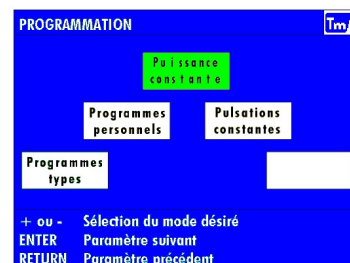 PROGRAMMATION
Puissance
constante
Programmes
personnels
Pulsations
constantes
Programmes
types
+ ou - Sélection du mode désiré
ENTER Paramètre suivant
RETURN Paramètre précédent